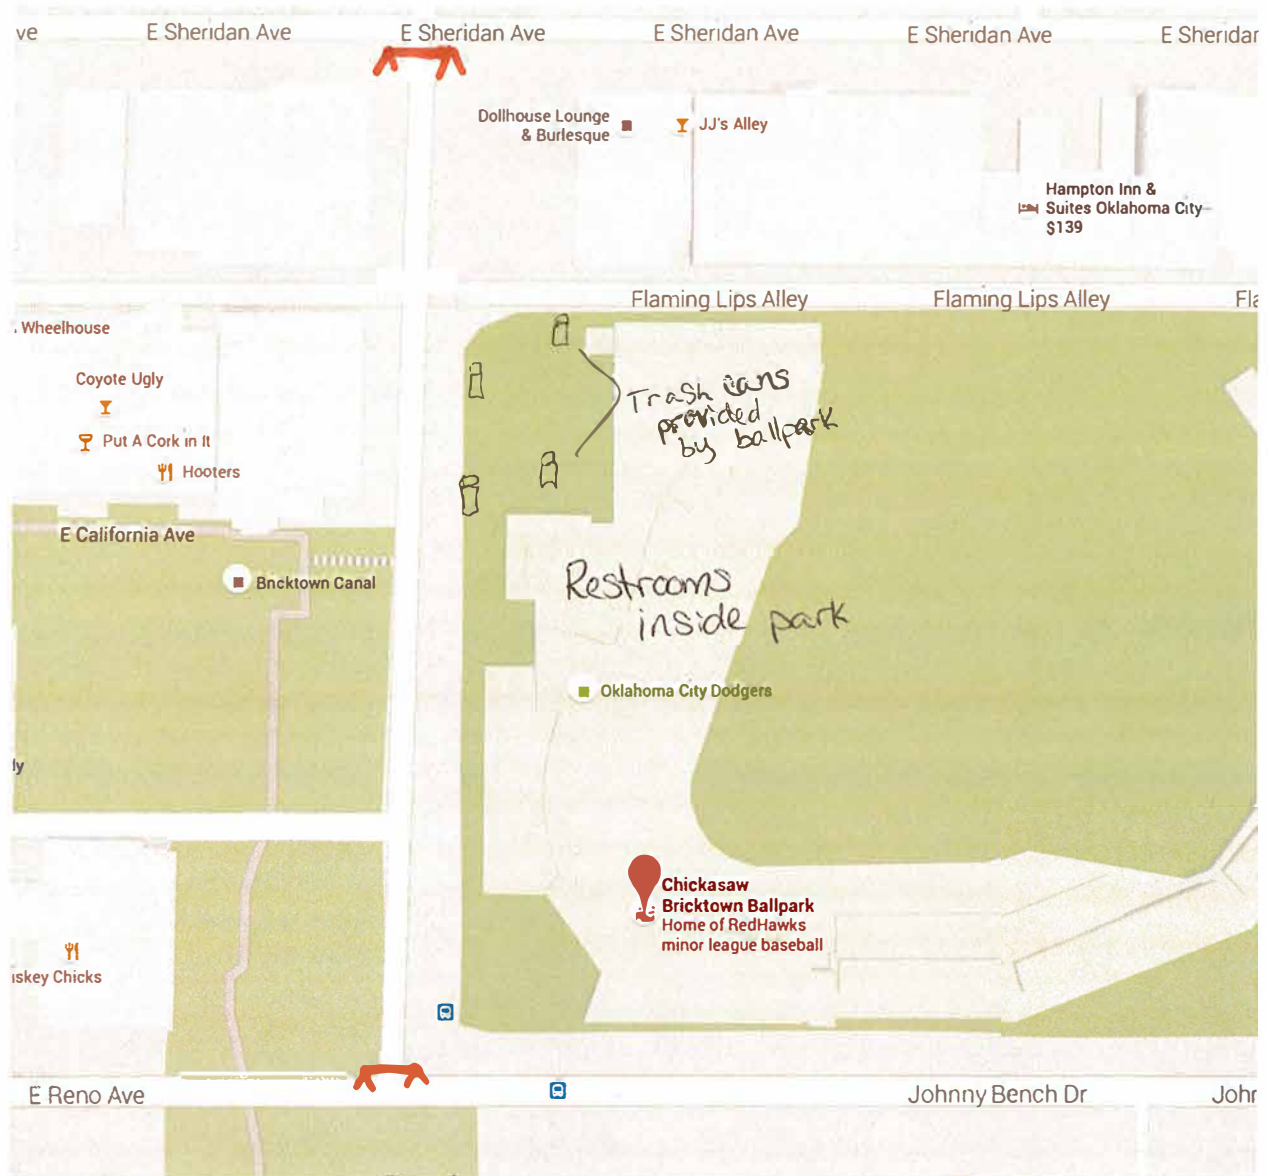 ve
E Sheridan Ave
E Sheridan Ave
E Sheridan Ave
E Sheridan Ave
E Sheridar
Dollhouse Lounge
& Burlesque
JJ's Alley
Hampton Inn &
Suites Oklahoma City
$139
Flaming Lips Alley
Flaming Lips Alley
Fla
Wheelhouse
Coyote Ugly
Put A Cork in It
Hooters
Trash cans
provided
by ballpark
E California Ave
Bricktown Canal
Restrooms
inside park
Oklahoma City Dodgers
ly
Chickasaw
Bricktown Ballpark
Home of RedHawks
minor league baseball
iskey Chicks
E Reno Ave
Johnny Bench Dr
John